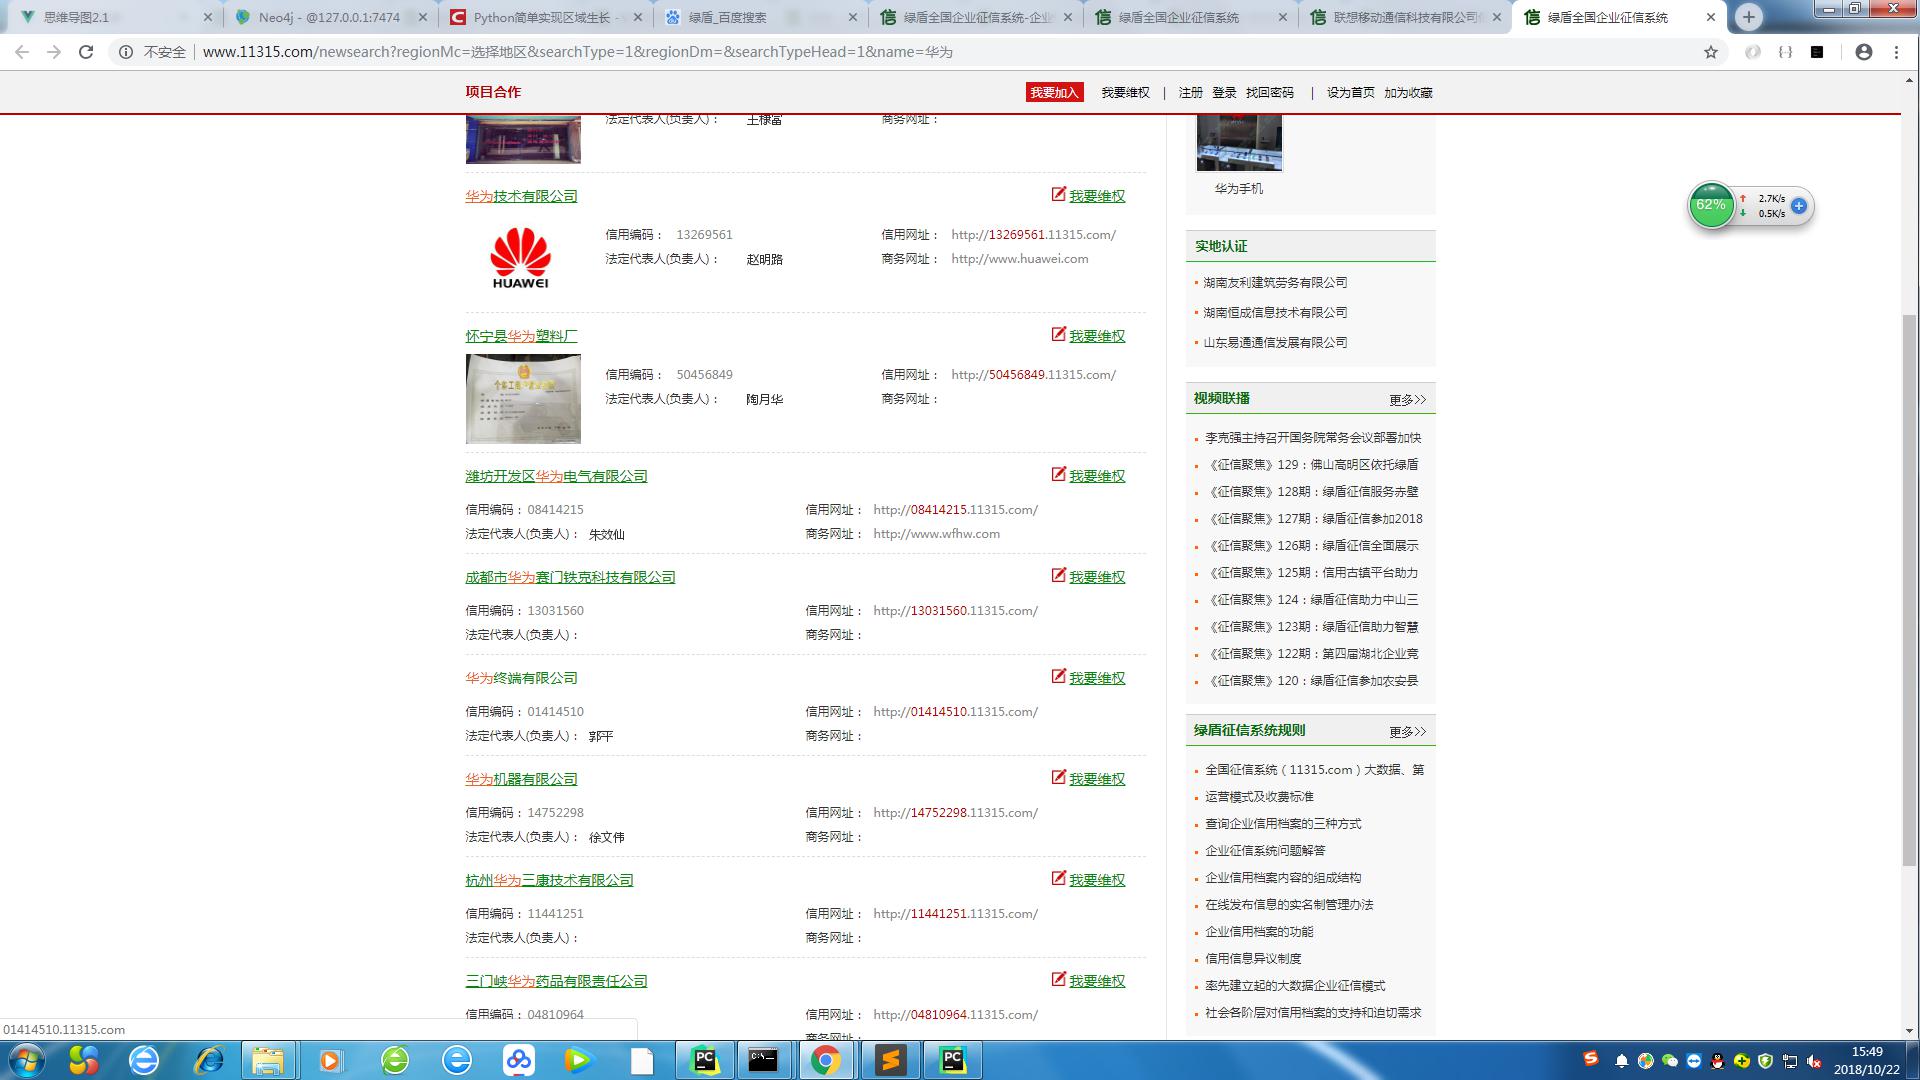 思维导图2.1
Neo4j - @127.0.0.1:7474
Python简单实现区域生长 -
绿盾_百度搜索
绿盾全国企业征信系统-企业
绿盾全国企业征信系统
联想移动通信科技有限公司
绿盾全国企业征信系统
不安全 www.11315.com/newsearch?regionMc=选择地区&searchType=1&regionDm=&searchTypeHead=1&name=华为
项目合作
我要加入 我要维权 | 注册 登录 找回密码 | 设为首页 加为收藏
法定代表人(负责人)： 王棣富 商务网址：
华为技术有限公司 我要维权
信用编码： 13269561 信用网址： http://13269561.11315.com/
法定代表人(负责人)： 赵明路 商务网址： http://www.huawei.com
HUAWEI
怀宁县华为塑料厂 我要维权
信用编码： 50456849 信用网址： http://50456849.11315.com/
法定代表人(负责人)： 陶月华 商务网址：
潍坊开发区华为电气有限公司 我要维权
信用编码：08414215 信用网址： http://08414215.11315.com/
法定代表人(负责人)： 朱效仙 商务网址： http://www.wfhw.com
成都市华为赛门铁克科技有限公司 我要维权
信用编码：13031560 信用网址： http://13031560.11315.com/
法定代表人(负责人)： 商务网址：
华为终端有限公司 我要维权
信用编码：01414510 信用网址： http://01414510.11315.com/
法定代表人(负责人)： 郭平 商务网址：
华为机器有限公司 我要维权
信用编码：14752298 信用网址： http://14752298.11315.com/
法定代表人(负责人)： 徐文伟 商务网址：
杭州华为三康技术有限公司 我要维权
信用编码：11441251 信用网址： http://11441251.11315.com/
法定代表人(负责人)： 商务网址：
三门峡华为药品有限责任公司 我要维权
信用编码：04810964 信用网址： http://04810964.11315.com/
商务网址：
华为手机
实地认证
湖南友利建筑劳务有限公司
湖南恒成信息技术有限公司
山东易通通信发展有限公司
视频联播 更多>>
李克强主持召开国务院常务会议部署加快
《征信聚焦》129：佛山高明区依托绿盾
《征信聚焦》128期：绿盾征信服务赤壁
《征信聚焦》127期：绿盾征信参加2018
《征信聚焦》126期：绿盾征信全面展示
《征信聚焦》125期：信用古镇平台助力
《征信聚焦》124：绿盾征信助力中山三
《征信聚焦》123期：绿盾征信助力智慧
《征信聚焦》122期：第四届湖北企业竞
《征信聚焦》120：绿盾征信参加农安县
绿盾征信系统规则 更多>>
全国征信系统（11315.com）大数据、第
运营模式及收费标准
查询企业信用档案的三种方式
企业征信系统问题解答
企业信用档案内容的组成结构
在线发布信息的实名制管理办法
企业信用档案的功能
信用信息异议制度
率先建立起的大数据企业征信模式
社会各阶层对信用档案的支持和迫切需求
62% 2.7K/s
0.5K/s
01414510.11315.com
15:49
2018/10/22